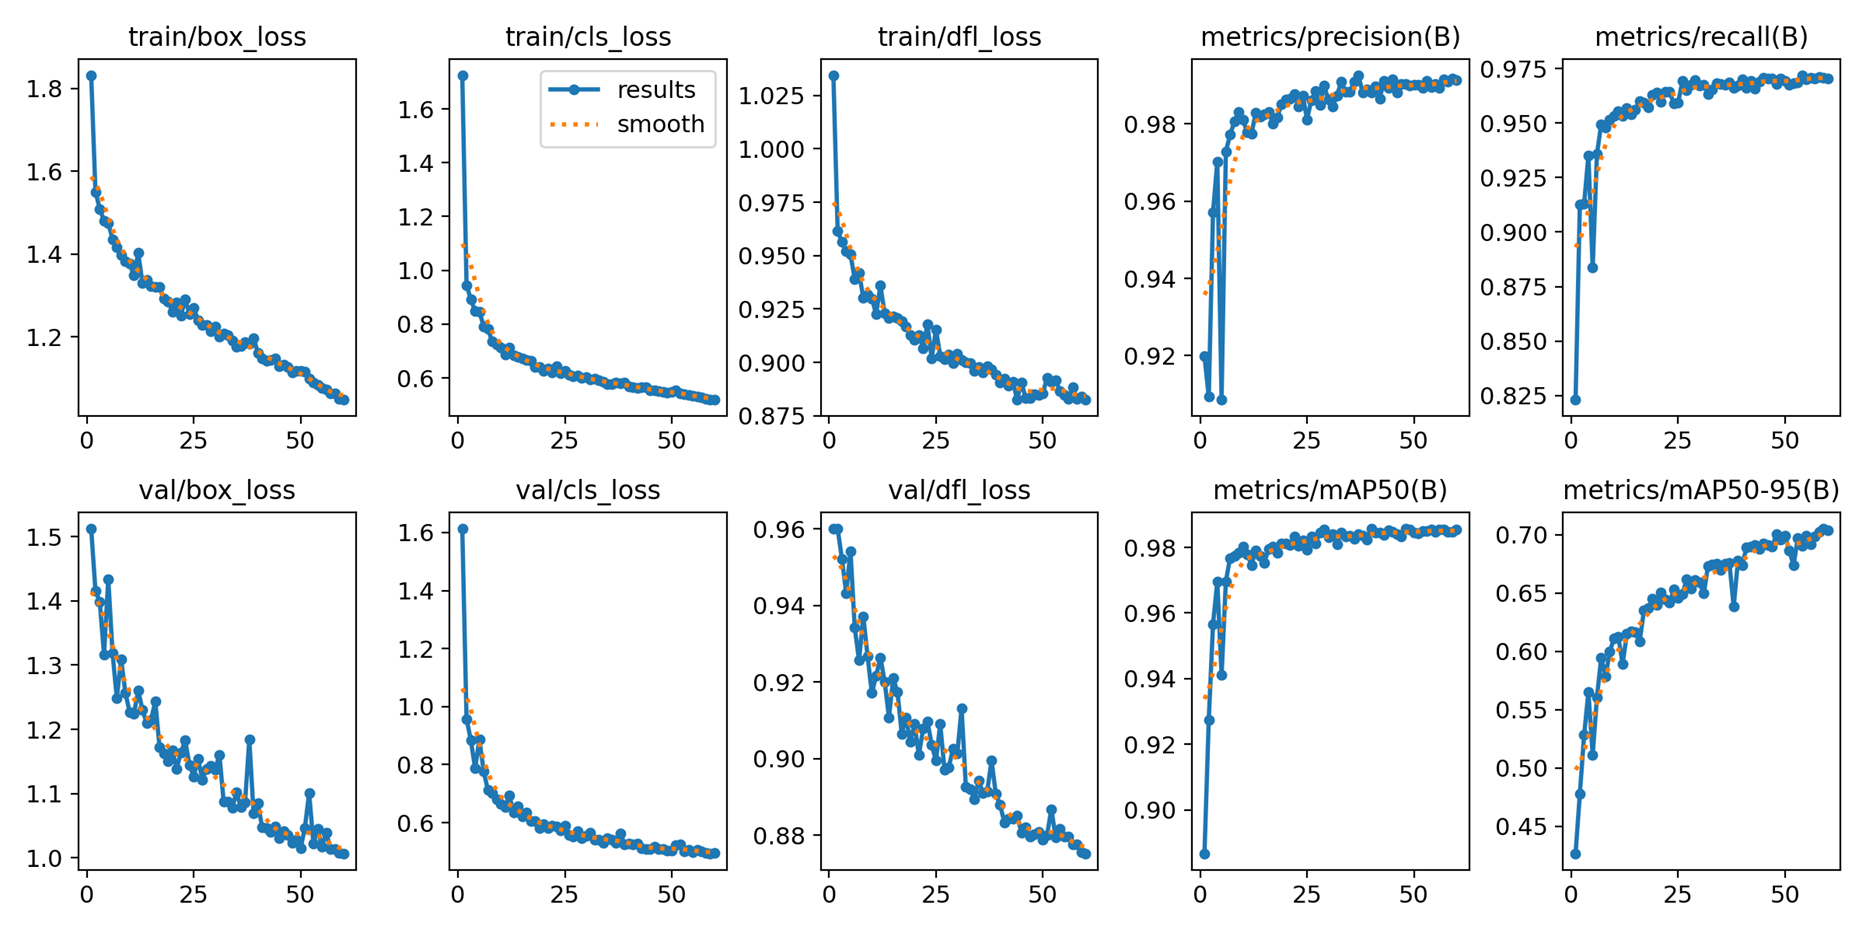 train/box_loss
1.8
1.6
1.4
1.2
0 25 50
train/cls_loss
results
smooth
1.6
1.4
1.2
1.0
0.8
0.6
0 25 50
train/dfl_loss
1.025
1.000
0.975
0.950
0.925
0.900
0.875
0 25 50
metrics/precision(B)
0.98
0.96
0.94
0.92
0 25 50
metrics/recall(B)
0.975
0.950
0.925
0.900
0.875
0.850
0.825
0 25 50
val/box_loss
1.5
1.4
1.3
1.2
1.1
1.0
0 25 50
val/cls_loss
1.6
1.4
1.2
1.0
0.8
0.6
0 25 50
val/dfl_loss
0.96
0.94
0.92
0.90
0.88
0 25 50
metrics/mAP50(B)
0.98
0.96
0.94
0.92
0.90
0 25 50
metrics/mAP50-95(B)
0.70
0.65
0.60
0.55
0.50
0.45
0 25 50